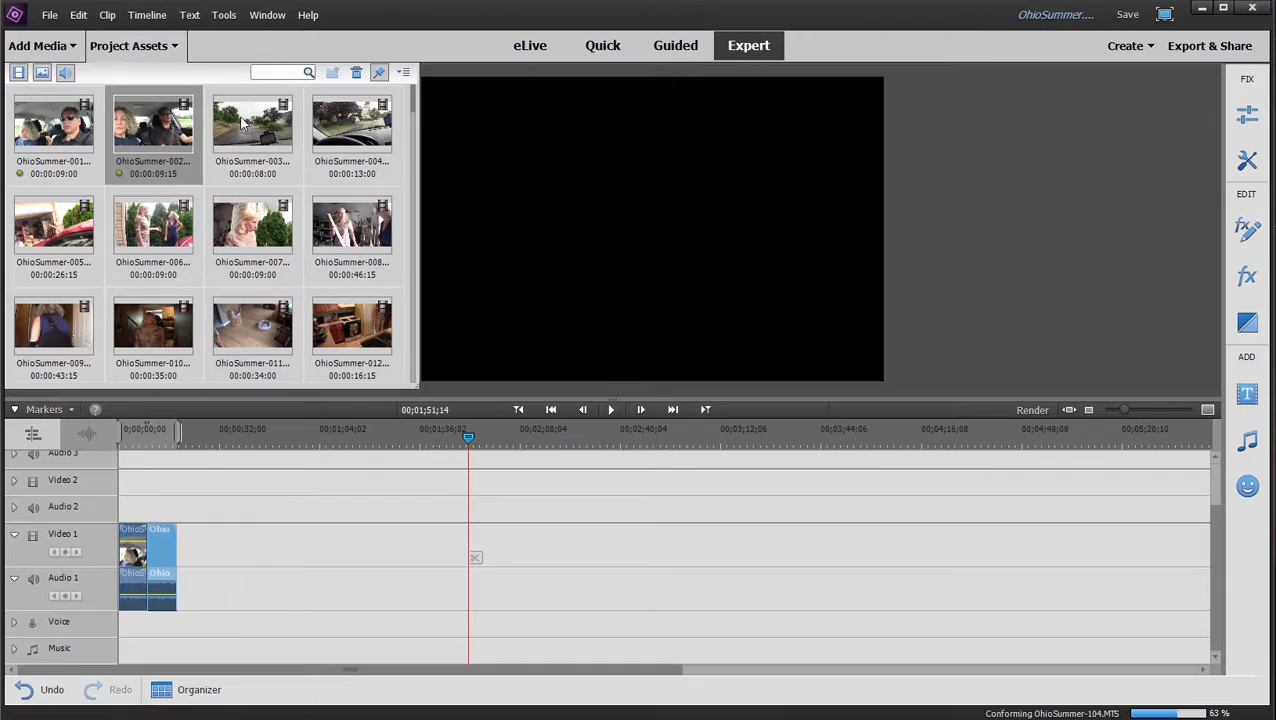 File Edit Clip Timeline Text Tools Window Help
OhioSummer.... Save
Add Media Project Assets
eLive Quick Guided Expert
Create Export & Share
OhioSummer-001... OhioSummer-002... OhioSummer-003... OhioSummer-004...
00:00:09:00 00:00:09:15 00:00:08:00 00:00:13:00
OhioSummer-005... OhioSummer-006... OhioSummer-007... OhioSummer-008...
00:00:26:15 00:00:09:00 00:00:09:00 00:00:46:15
OhioSummer-009... OhioSummer-010... OhioSummer-011... OhioSummer-012...
00:00:43:15 00:00:35:00 00:00:34:00 00:00:16:15
FIX
EDIT
fx
ADD
T
Markers ? 00;01;51;14 Render
0;00;00;00 00;00;32;00 00;01;04;02 00;01;36;02 00;02;08;04 00;02;40;04 00;03;12;06 00;03;44;06 00;04;16;08 00;04;48;08 00;05;20;10
Audio 3
Video 2
Audio 2
Video 1
OhioS Ohio
Audio 1
OhioS Ohio
Voice
Music
Undo Redo Organizer
Conforming OhioSummer-104.MTS 63 %